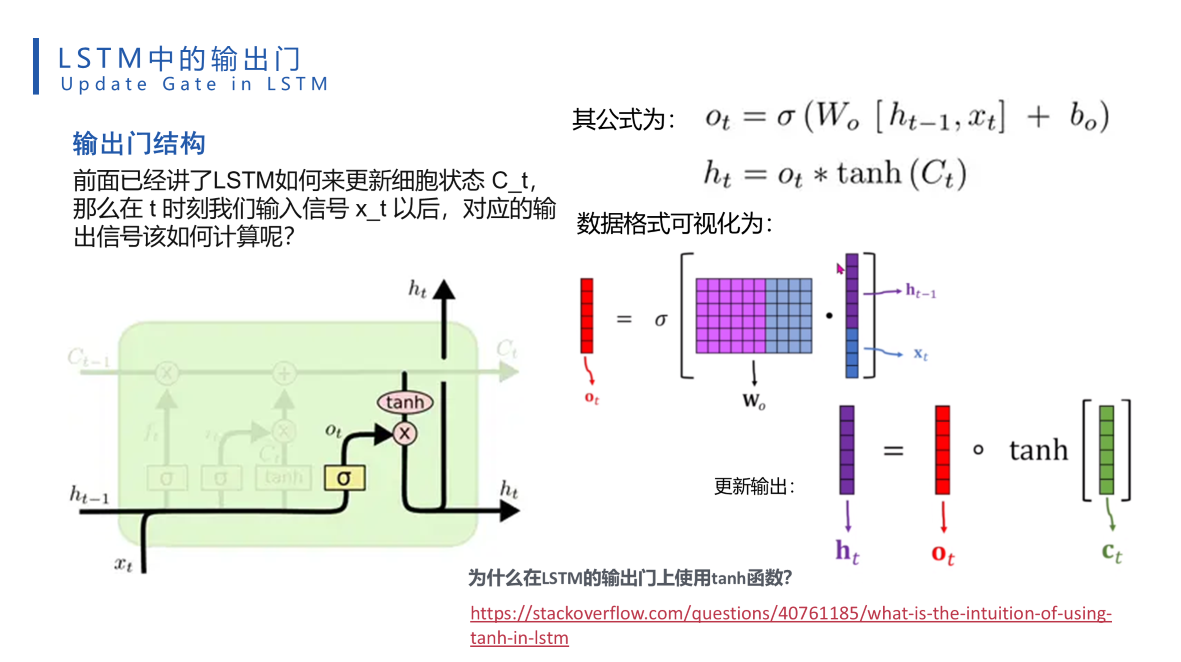 LSTM中的输出门
Update Gate in LSTM
输出门结构
前面已经讲了LSTM如何来更新细胞状态 C_t，
那么在 t 时刻我们输入信号 x_t 以后，对应的输
出信号该如何计算呢？
其公式为： o_t = σ (W_o [h_{t−1}, x_t] + b_o)
h_t = o_t ∗ tanh (C_t)
数据格式可视化为：
o_t = σ [ W_o · h_{t−1} x_t ]
更新输出：
h_t = o_t ∘ tanh [ c_t ]
h_t
C_{t−1} × + C_t
tanh
f_t i_t × o_t ×
C̃_t
σ σ tanh σ
h_{t−1} h_t
x_t
为什么在LSTM的输出门上使用tanh函数？
https://stackoverflow.com/questions/40761185/what-is-the-intuition-of-using-
tanh-in-lstm